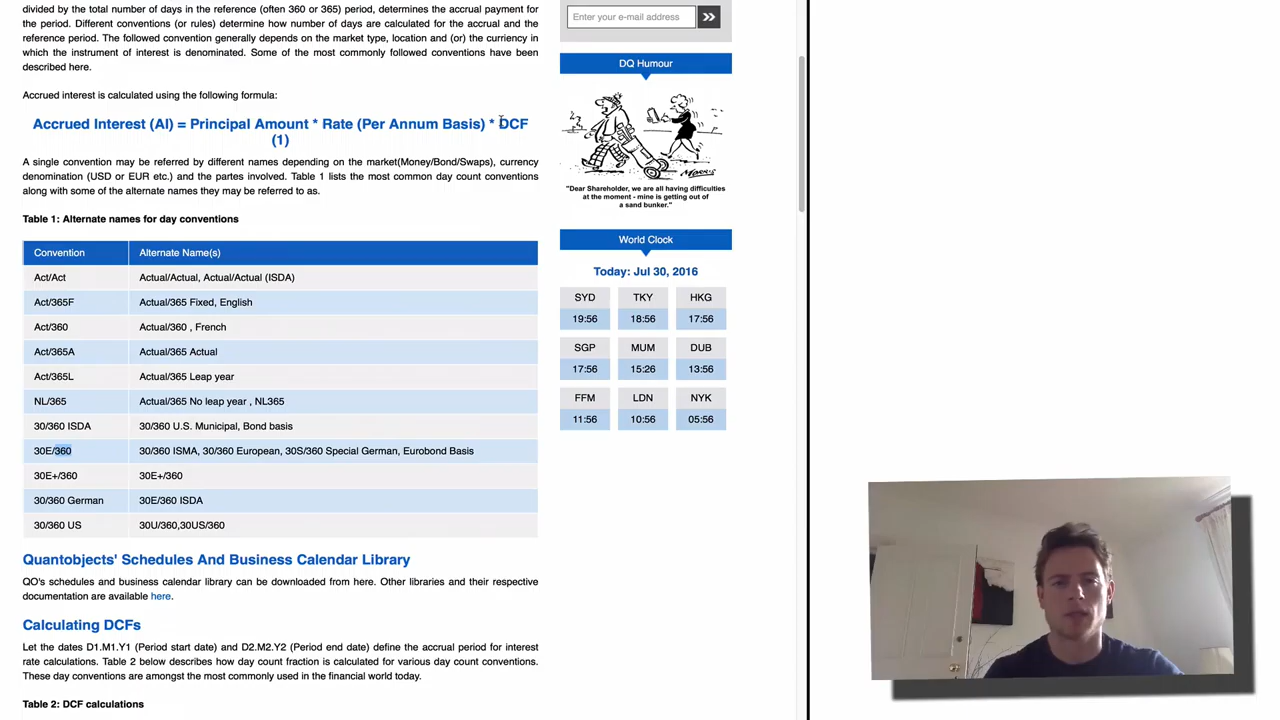 divided by the total number of days in the reference (often 360 or 365) period, determines the accrual payment for
the period. Different conventions (or rules) determine how number of days are calculated for the accrual and the
reference period. The followed convention generally depends on the market type, location and (or) the currency in
which the instrument of interest is denominated. Some of the most commonly followed conventions have been
described here.
Accrued interest is calculated using the following formula:
Accrued Interest (AI) = Principal Amount * Rate (Per Annum Basis) * DCF
(1)
A single convention may be referred by different names depending on the market(Money/Bond/Swaps), currency
denomination (USD or EUR etc.) and the partes involved. Table 1 lists the most common day count conventions
along with some of the alternate names they may be referred to as.
Table 1: Alternate names for day conventions
Convention Alternate Name(s)
Act/Act Actual/Actual, Actual/Actual (ISDA)
Act/365F Actual/365 Fixed, English
Act/360 Actual/360 , French
Act/365A Actual/365 Actual
Act/365L Actual/365 Leap year
NL/365 Actual/365 No leap year , NL365
30/360 ISDA 30/360 U.S. Municipal, Bond basis
30E/360 30/360 ISMA, 30/360 European, 30S/360 Special German, Eurobond Basis
30E+/360 30E+/360
30/360 German 30E/360 ISDA
30/360 US 30U/360,30US/360
Quantobjects' Schedules And Business Calendar Library
QO's schedules and business calendar library can be downloaded from here. Other libraries and their respective
documentation are available here.
Calculating DCFs
Let the dates D1.M1.Y1 (Period start date) and D2.M2.Y2 (Period end date) define the accrual period for interest
rate calculations. Table 2 below describes how day count fraction is calculated for various day count conventions.
These day conventions are amongst the most commonly used in the financial world today.
Table 2: DCF calculations
Enter your e-mail address
DQ Humour
Morris
"Dear Shareholder, we are all having difficulties
at the moment - mine is getting out of
a sand bunker."
World Clock
Today: Jul 30, 2016
SYD TKY HKG
19:56 18:56 17:56
SGP MUM DUB
17:56 15:26 13:56
FFM LDN NYK
11:56 10:56 05:56